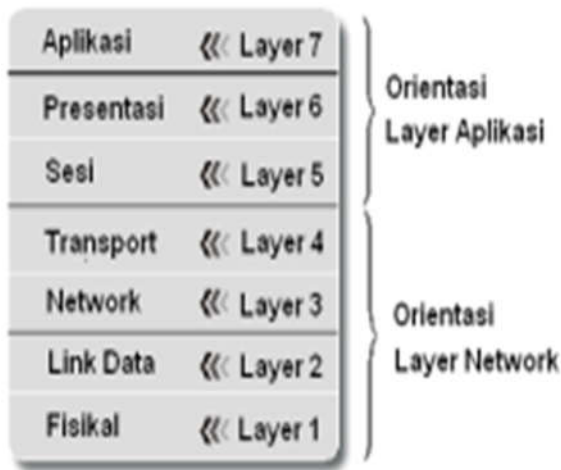 Aplikasi ⟪ Layer 7
Presentasi ⟪ Layer 6
Sesi ⟪ Layer 5
Transport ⟪ Layer 4
Network ⟪ Layer 3
Link Data ⟪ Layer 2
Fisikal ⟪ Layer 1
Orientasi
Layer Aplikasi
Orientasi
Layer Network